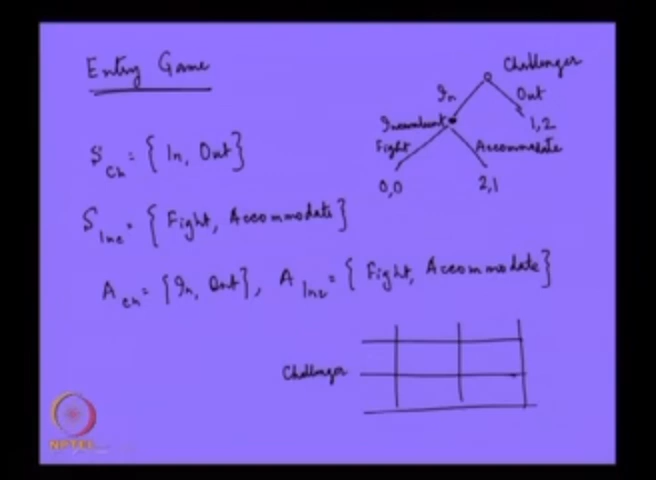 Entry Game
Challenger
In
Out
Incumbent
1,2
Fight
Accommodate
0,0
2,1
S_Ch = { In, Out }
S_Inc = { Fight, Accommodate }
A_Ch = { In, Out }, A_Inc = { Fight, Accommodate }
Challenger
NPTEL